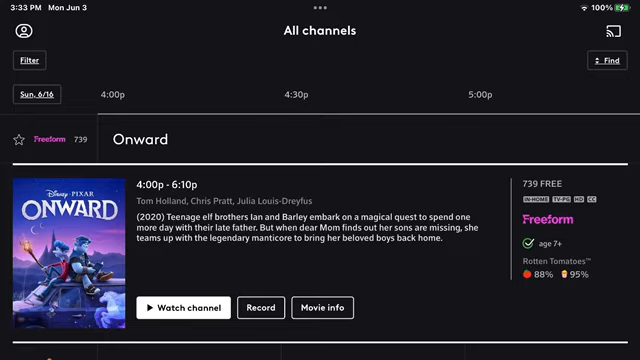 3:33 PM Mon Jun 3
100%
All channels
Filter
Find
Sun, 6/16
4:00p
4:30p
5:00p
Freeform
739
Onward
Disney PIXAR
ONWARD
4:00p - 6:10p
Tom Holland, Chris Pratt, Julia Louis-Dreyfus
(2020) Teenage elf brothers Ian and Barley embark on a magical quest to spend one
more day with their late father. But when dear Mom finds out her sons are missing, she
teams up with the legendary manticore to bring her beloved boys back home.
Watch channel
Record
Movie info
739 FREE
IN-HOME TV-PG HD CC
Freeform
age 7+
Rotten Tomatoes™
88% 95%